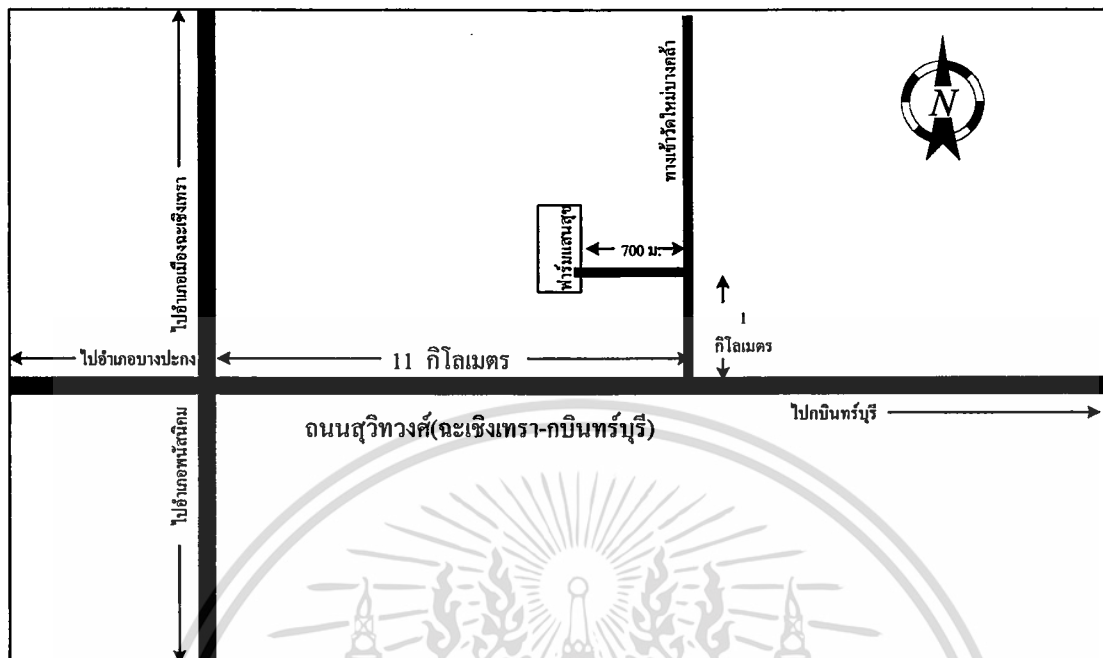 ไปอำเภอเมืองฉะเชิงเทรา
ทางเข้าวัดใหม่บางคล้า
N
ฟาร์มแสนสุข
700 ม.
1
กิโลเมตร
ไปอำเภอบางปะกง
11 กิโลเมตร
ไปกบินทร์บุรี
ถนนสุวิทวงศ์(ฉะเชิงเทรา-กบินทร์บุรี)
ไปอำเภอพนัสนิคม